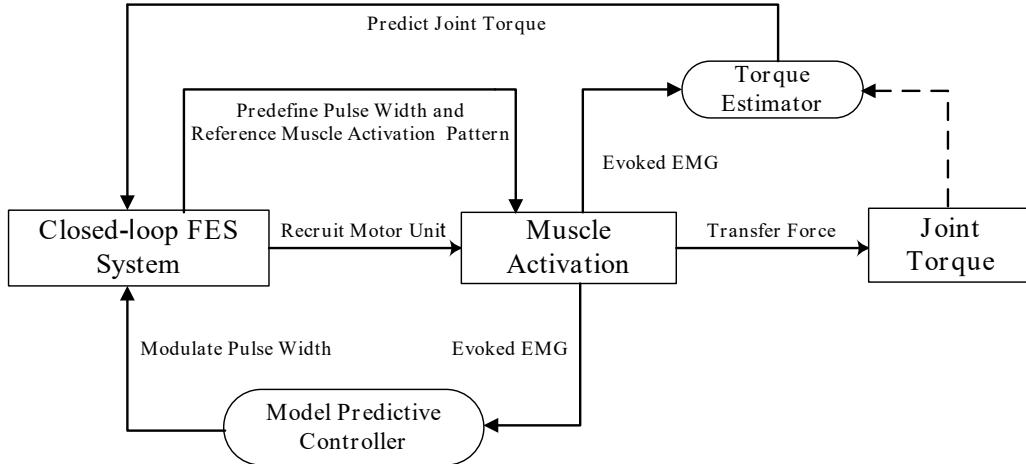 Predict Joint Torque
Torque
Estimator
Predefine Pulse Width and
Reference Muscle Activation Pattern
Evoked EMG
Closed-loop FES
System
Recruit Motor Unit
Muscle
Activation
Transfer Force
Joint
Torque
Modulate Pulse Width
Evoked EMG
Model Predictive
Controller